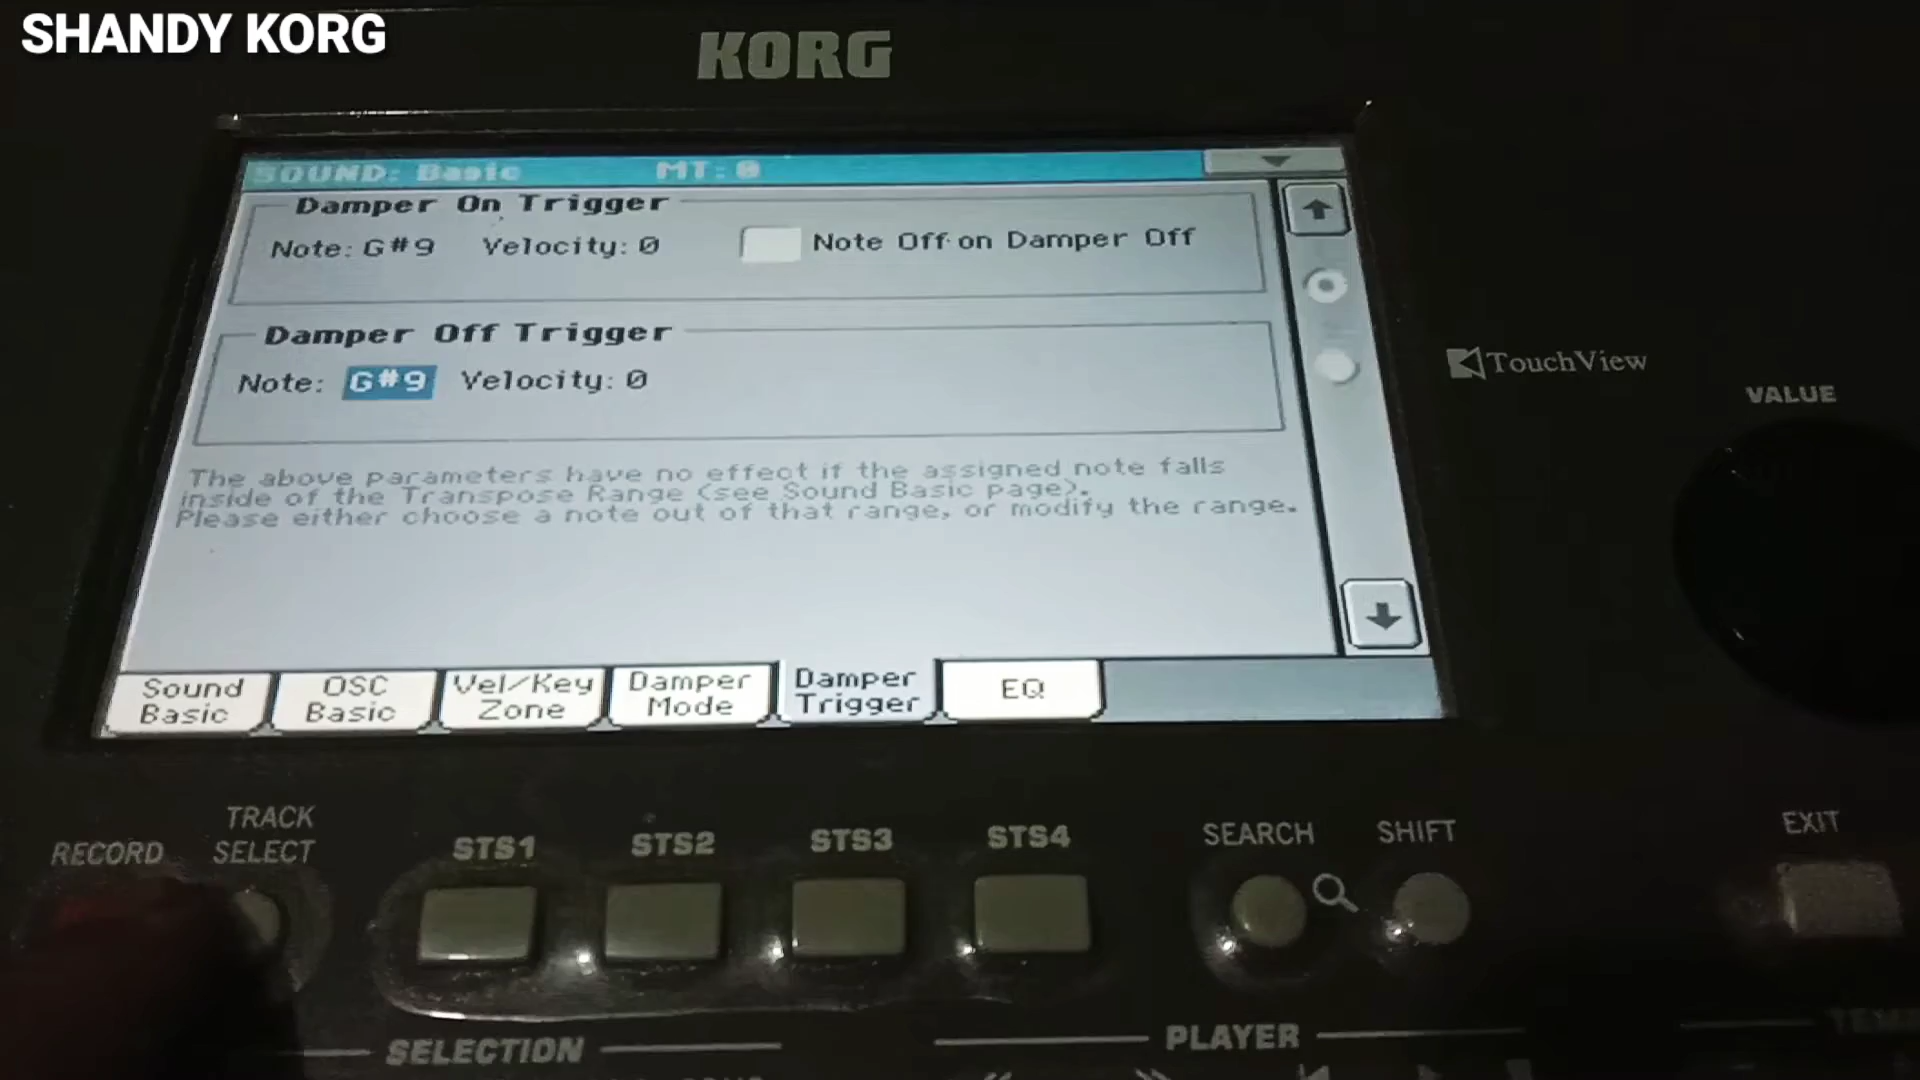 SHANDY KORG
KORG
SOUND: Basic MT: 0
Damper On Trigger
Note: G#9 Velocity: 0 Note Off on Damper Off
Damper Off Trigger
Note: G#9 Velocity: 0
The above parameters have no effect if the assigned note falls
inside of the Transpose Range (see Sound Basic page).
Please either choose a note out of that range, or modify the range.
TouchView
VALUE
Sound Basic
OSC Basic
Vel/Key Zone
Damper Mode
Damper Trigger
EQ
RECORD
TRACK SELECT
STS1
STS2
STS3
STS4
SEARCH
SHIFT
EXIT
SELECTION
PLAYER